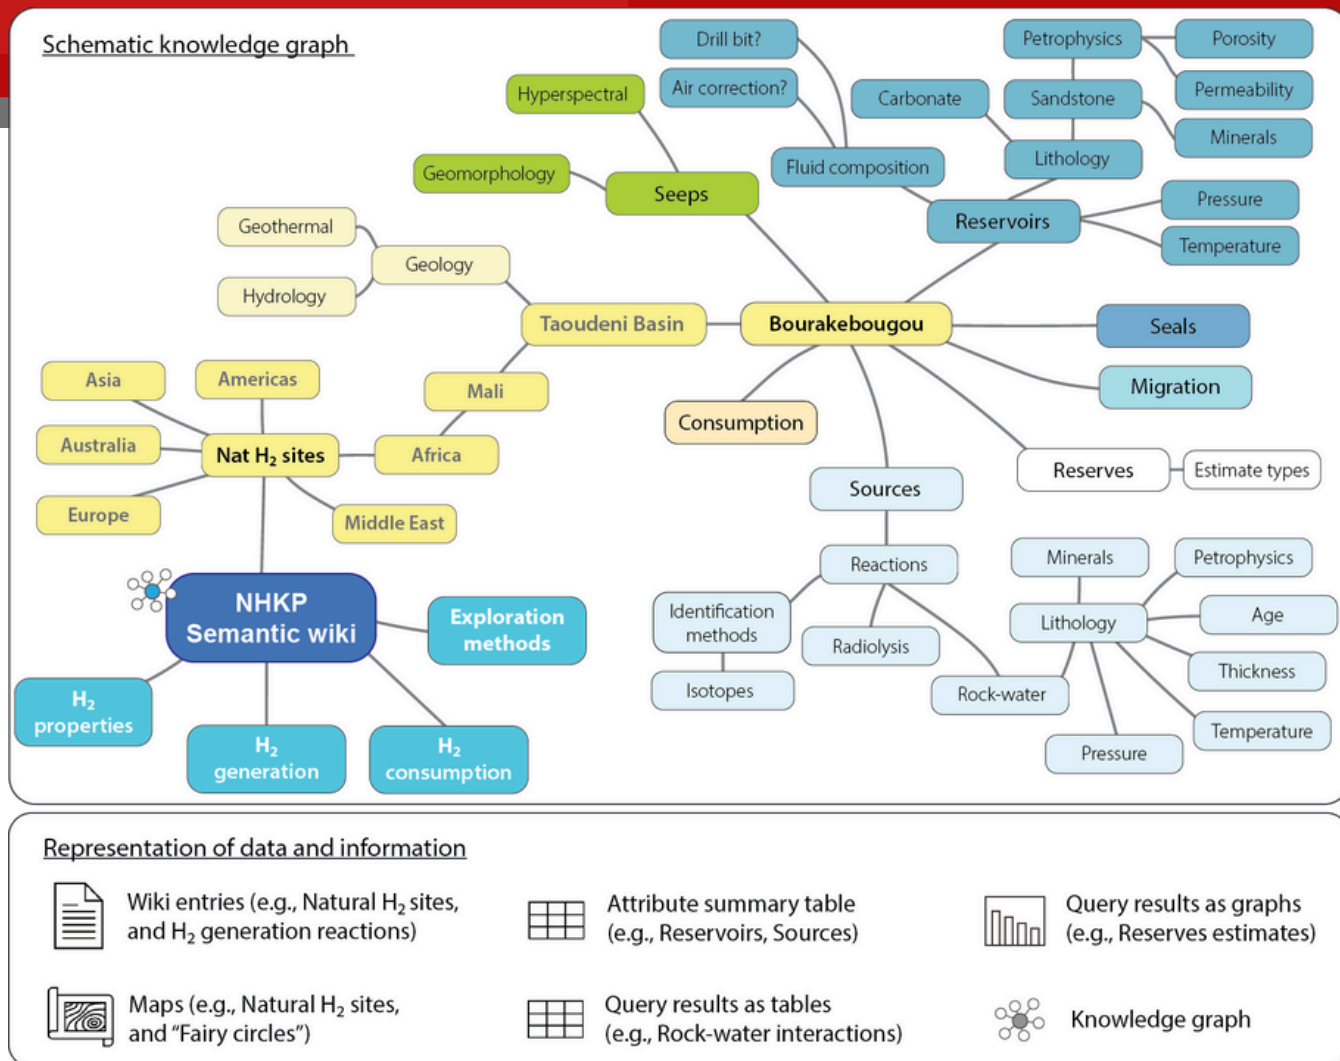 Schematic knowledge graph
Drill bit?
Petrophysics
Porosity
Hyperspectral
Air correction?
Carbonate
Sandstone
Permeability
Minerals
Geomorphology
Seeps
Fluid composition
Lithology
Geothermal
Reservoirs
Pressure
Temperature
Geology
Hydrology
Taoudeni Basin
Bourakebougou
Seals
Asia
Americas
Mali
Migration
Consumption
Australia
Nat H₂ sites
Africa
Reserves
Estimate types
Europe
Middle East
Sources
Reactions
Minerals
Petrophysics
NHKP
Semantic wiki
Exploration
methods
Identification
methods
Radiolysis
Lithology
Age
Thickness
Isotopes
Rock-water
Temperature
Pressure
H₂
properties
H₂
generation
H₂
consumption
Representation of data and information
Wiki entries (e.g., Natural H₂ sites,
and H₂ generation reactions)
Attribute summary table
(e.g., Reservoirs, Sources)
Query results as graphs
(e.g., Reserves estimates)
Maps (e.g., Natural H₂ sites,
and “Fairy circles”)
Query results as tables
(e.g., Rock-water interactions)
Knowledge graph